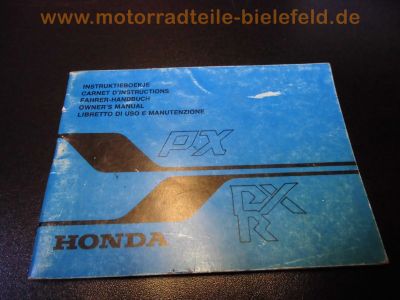 www.motorradteile-bielefeld.de
INSTRUKTIEBOEKJE
CARNET D'INSTRUCTIONS
FAHRER-HANDBUCH
OWNER'S MANUAL
LIBRETTO DI USO E MANUTENZIONE
PX
PX
R
HONDA